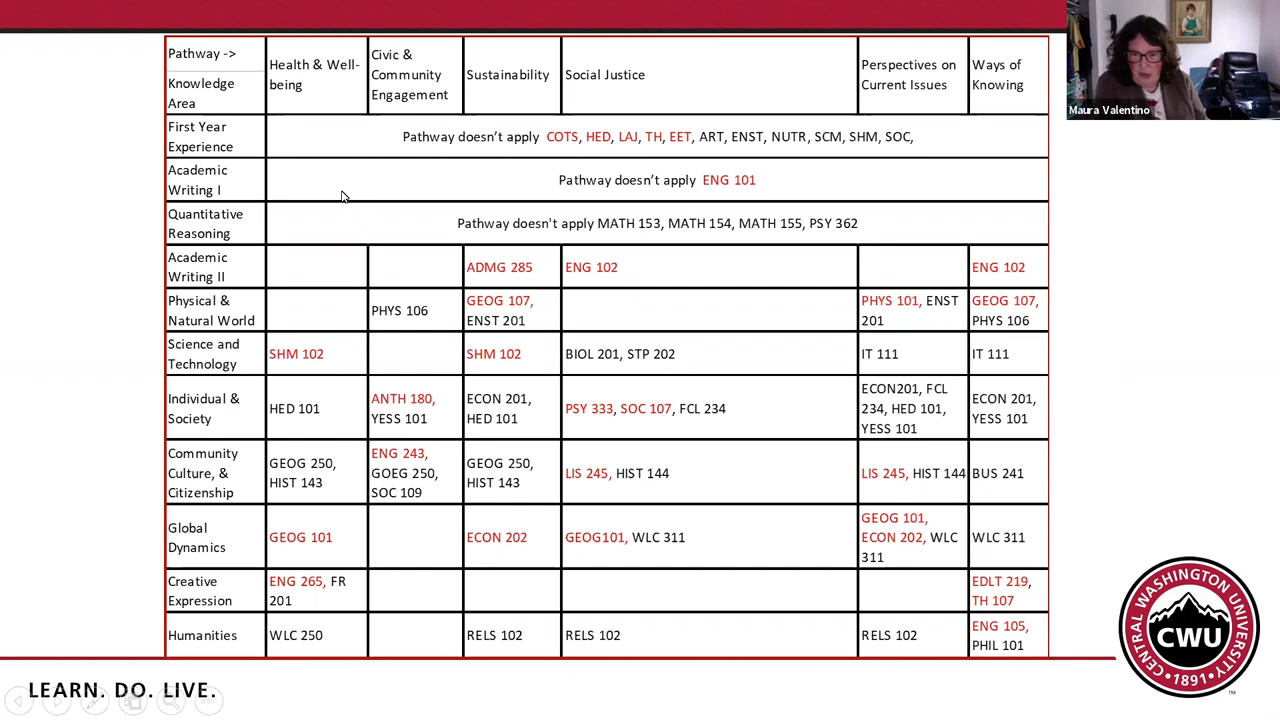 Pathway ->
Knowledge
Area
Health & Well-
being
Civic &
Community
Engagement
Sustainability
Social Justice
Perspectives on
Current Issues
Ways of
Knowing
Maura Valentino
First Year
Experience
Pathway doesn't apply COTS, HED, LAJ, TH, EET, ART, ENST, NUTR, SCM, SHM, SOC,
Academic
Writing I
Pathway doesn't apply ENG 101
Quantitative
Reasoning
Pathway doesn't apply MATH 153, MATH 154, MATH 155, PSY 362
Academic
Writing II
ADMG 285
ENG 102
ENG 102
Physical &
Natural World
PHYS 106
GEOG 107,
ENST 201
PHYS 101, ENST
201
GEOG 107,
PHYS 106
Science and
Technology
SHM 102
SHM 102
BIOL 201, STP 202
IT 111
IT 111
Individual &
Society
HED 101
ANTH 180,
YESS 101
ECON 201,
HED 101
PSY 333, SOC 107, FCL 234
ECON201, FCL
234, HED 101,
YESS 101
ECON 201,
YESS 101
Community
Culture, &
Citizenship
GEOG 250,
HIST 143
ENG 243,
GOEG 250,
SOC 109
GEOG 250,
HIST 143
LIS 245, HIST 144
LIS 245, HIST 144
BUS 241
Global
Dynamics
GEOG 101
ECON 202
GEOG101, WLC 311
GEOG 101,
ECON 202, WLC
311
WLC 311
Creative
Expression
ENG 265, FR
201
EDLT 219,
TH 107
Humanities
WLC 250
RELS 102
RELS 102
RELS 102
ENG 105,
PHIL 101
CENTRAL WASHINGTON UNIVERSITY
CWU
•1891•
TM
LEARN. DO. LIVE.